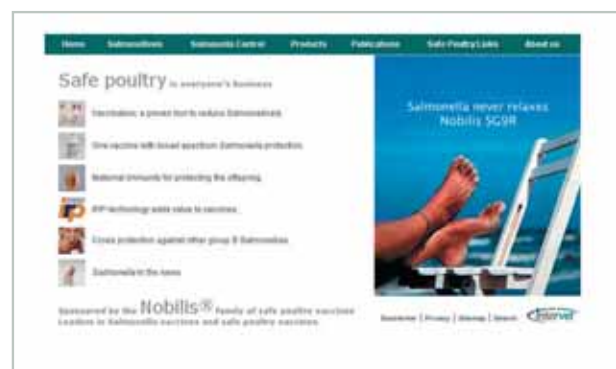 Home Salmonellosis Salmonella Control Products Publications Safe Poultry Links About us
Safe poultry is everyone's business
Vaccination: a proven tool to reduce Salmonellosis
One vaccine with broad spectrum Salmonella protection
Maternal immunity for protecting the offspring.
IRP technology adds value to vaccines.
Cross protection against other group D Salmonellas
Salmonella in the news
Sponsored by the Nobilis® family of safe poultry vaccines
Leaders in Salmonella vaccines and safe poultry vaccines
Salmonella never relaxes
Nobilis SG9R
| Privacy | Sitemap | Search
Intervet